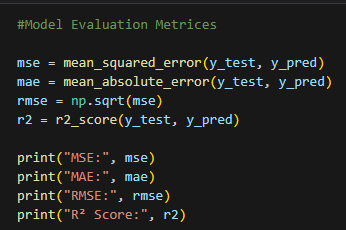 #Model Evaluation Metrices
mse = mean_squared_error(y_test, y_pred)
mae = mean_absolute_error(y_test, y_pred)
rmse = np.sqrt(mse)
r2 = r2_score(y_test, y_pred)
print("MSE:", mse)
print("MAE:", mae)
print("RMSE:", rmse)
print("R² Score:", r2)